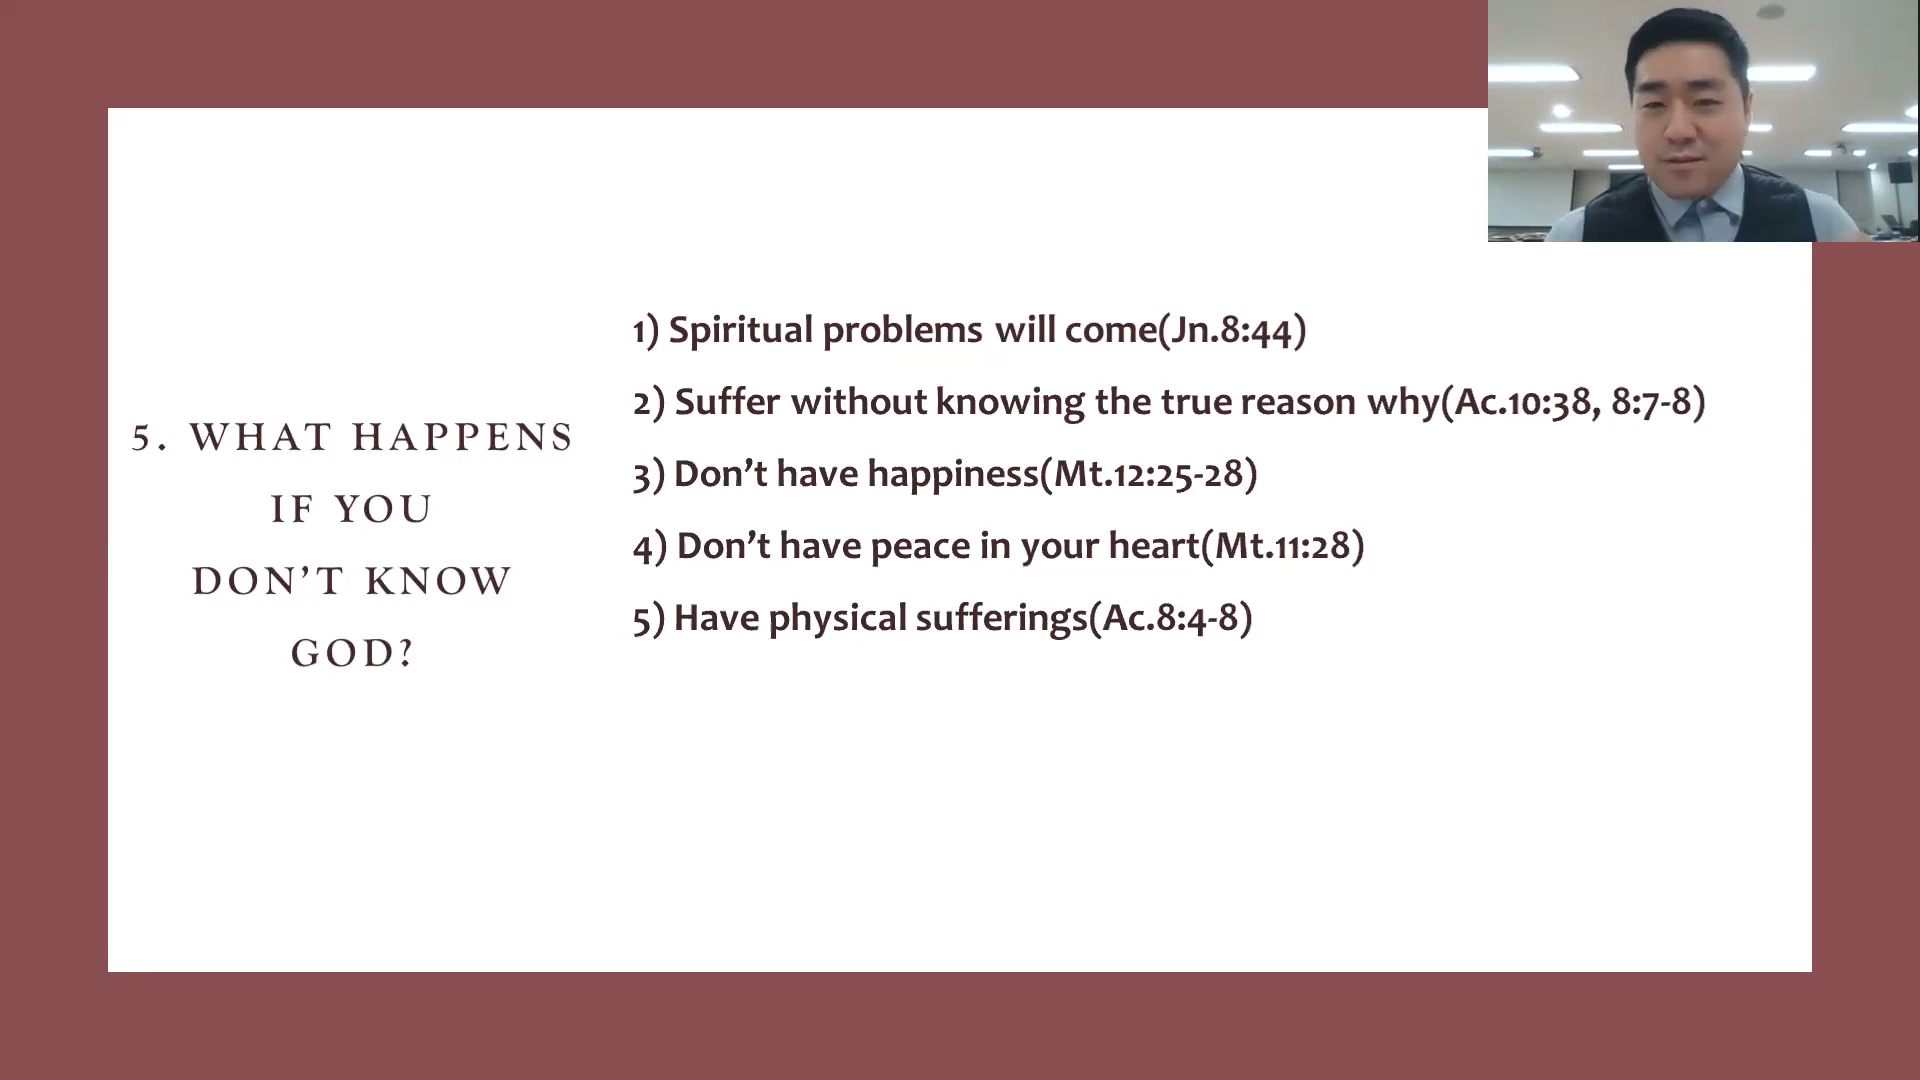 5. WHAT HAPPENS
IF YOU
DON’T KNOW
GOD?
1) Spiritual problems will come(Jn.8:44)
2) Suffer without knowing the true reason why(Ac.10:38, 8:7-8)
3) Don’t have happiness(Mt.12:25-28)
4) Don’t have peace in your heart(Mt.11:28)
5) Have physical sufferings(Ac.8:4-8)